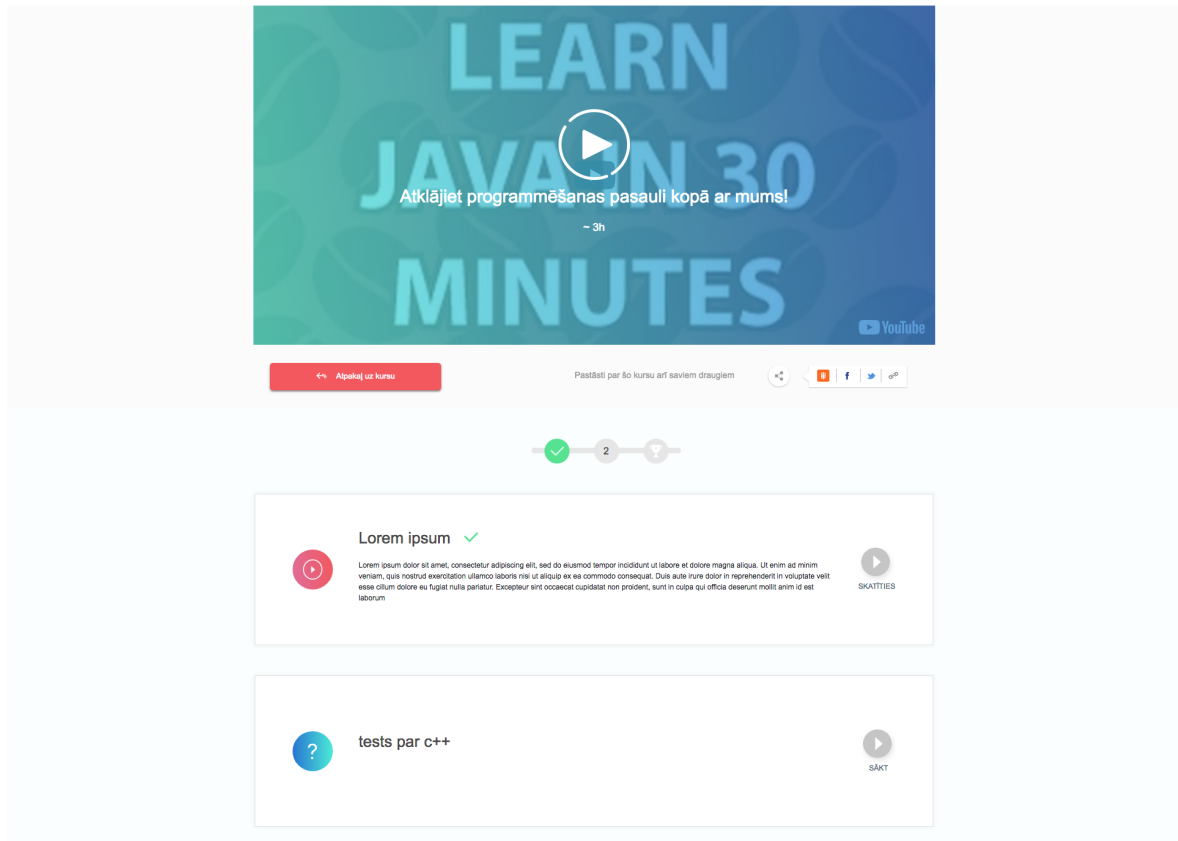 LEARN
JAVA IN 30
Atklājiet programmēšanas pasauli kopā ar mums!
~ 3h
MINUTES
YouTube
Atpakaļ uz kursu
Pastāsti par šo kursu arī saviem draugiem
2
Lorem ipsum
Lorem ipsum dolor sit amet, consectetur adipiscing elit, sed do eiusmod tempor incididunt ut labore et dolore magna aliqua. Ut enim ad minim
veniam, quis nostrud exercitation ullamco laboris nisi ut aliquip ex ea commodo consequat. Duis aute irure dolor in reprehenderit in voluptate velit
esse cillum dolore eu fugiat nulla pariatur. Excepteur sint occaecat cupidatat non proident, sunt in culpa qui officia deserunt mollit anim id est
laborum
SKATĪTIES
?
tests par c++
SĀKT